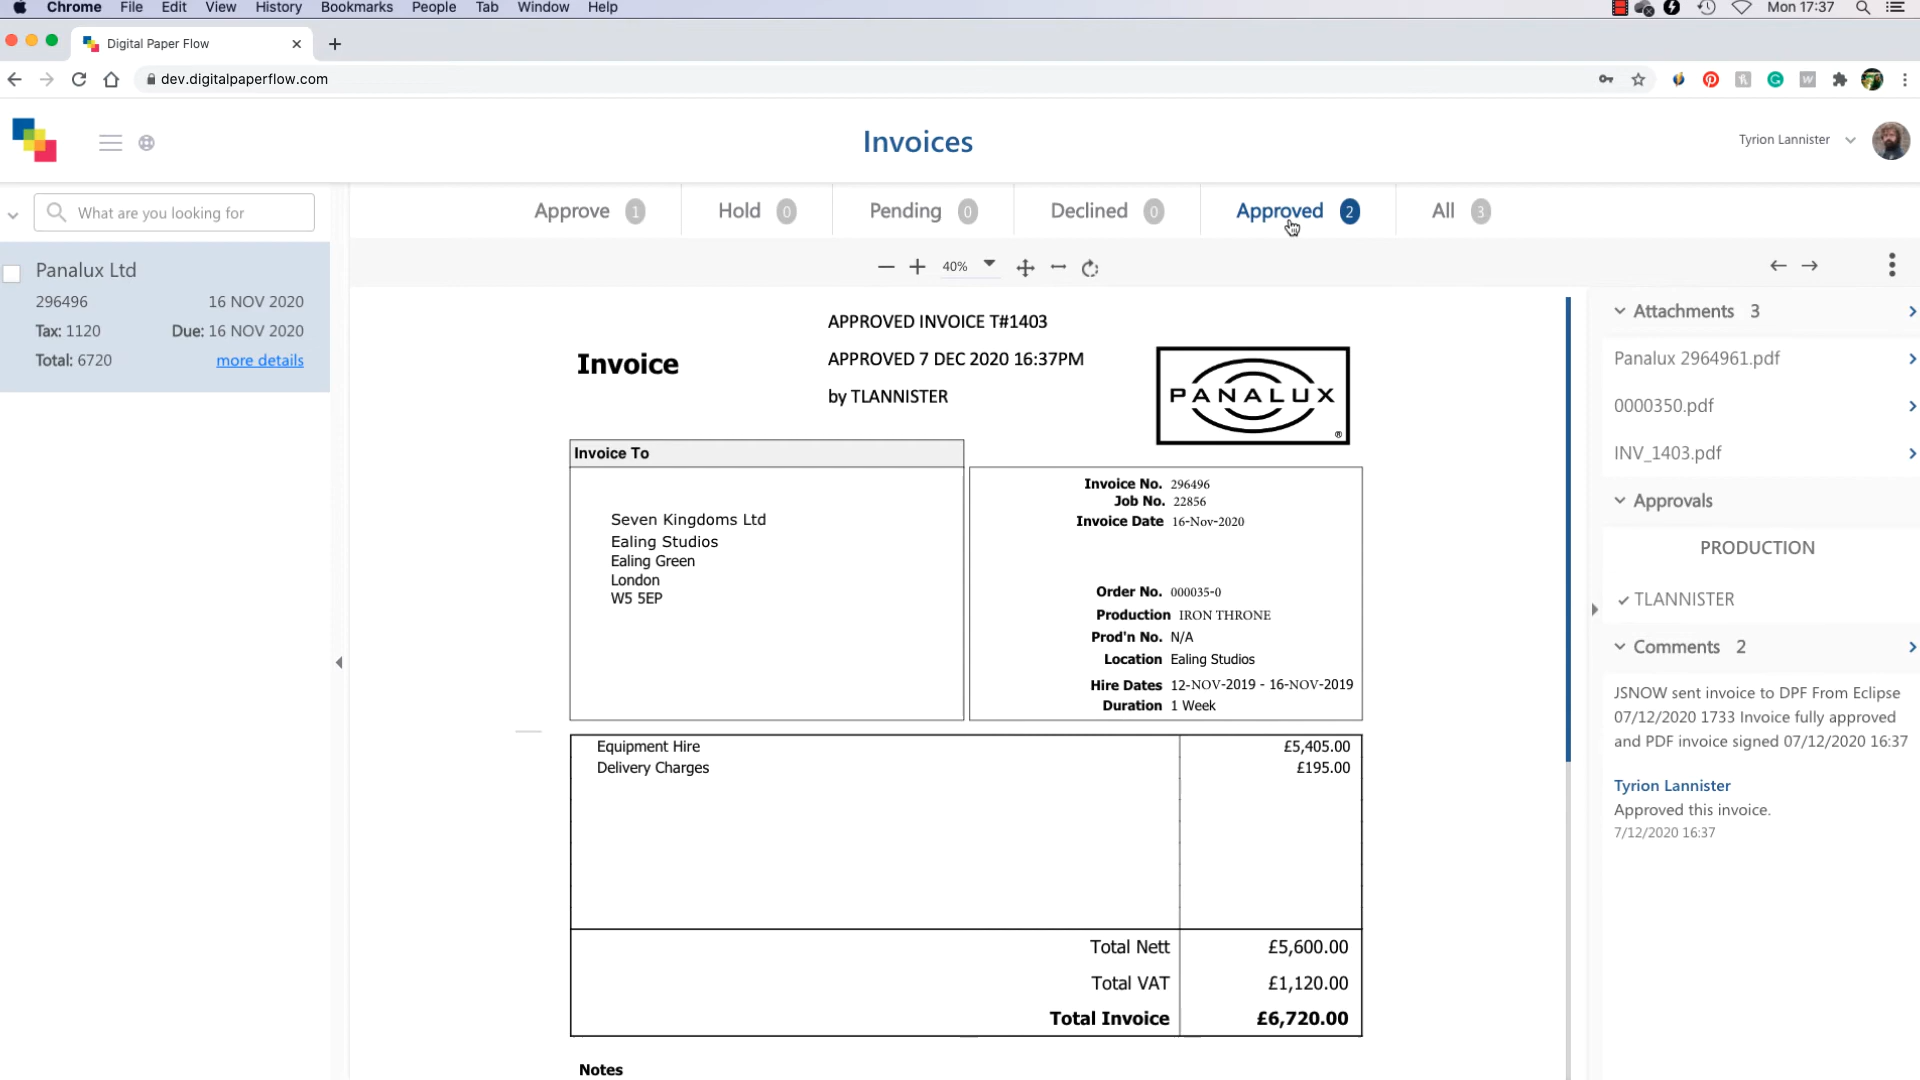 Chrome File Edit View History Bookmarks People Tab Window Help Mon 17:37
Digital Paper Flow
dev.digitalpaperflow.com
Invoices
Tyrion Lannister
What are you looking for
Approve 1 Hold 0 Pending 0 Declined 0 Approved 2 All 3
Panalux Ltd
296496 16 NOV 2020
Tax: 1120 Due: 16 NOV 2020
Total: 6720 more details
40%
APPROVED INVOICE T#1403
Invoice
APPROVED 7 DEC 2020 16:37PM
by TLANNISTER
PANALUX
®
Invoice To
Seven Kingdoms Ltd
Ealing Studios
Ealing Green
London
W5 5EP
Invoice No. 296496
Job No. 22856
Invoice Date 16-Nov-2020
Order No. 000035-0
Production IRON THRONE
Prod'n No. N/A
Location Ealing Studios
Hire Dates 12-NOV-2019 - 16-NOV-2019
Duration 1 Week
Equipment Hire £5,405.00
Delivery Charges £195.00
Total Nett £5,600.00
Total VAT £1,120.00
Total Invoice £6,720.00
Notes
Attachments 3
Panalux 2964961.pdf
0000350.pdf
INV_1403.pdf
Approvals
PRODUCTION
TLANNISTER
Comments 2
JSNOW sent invoice to DPF From Eclipse
07/12/2020 1733 Invoice fully approved
and PDF invoice signed 07/12/2020 16:37
Tyrion Lannister
Approved this invoice.
7/12/2020 16:37